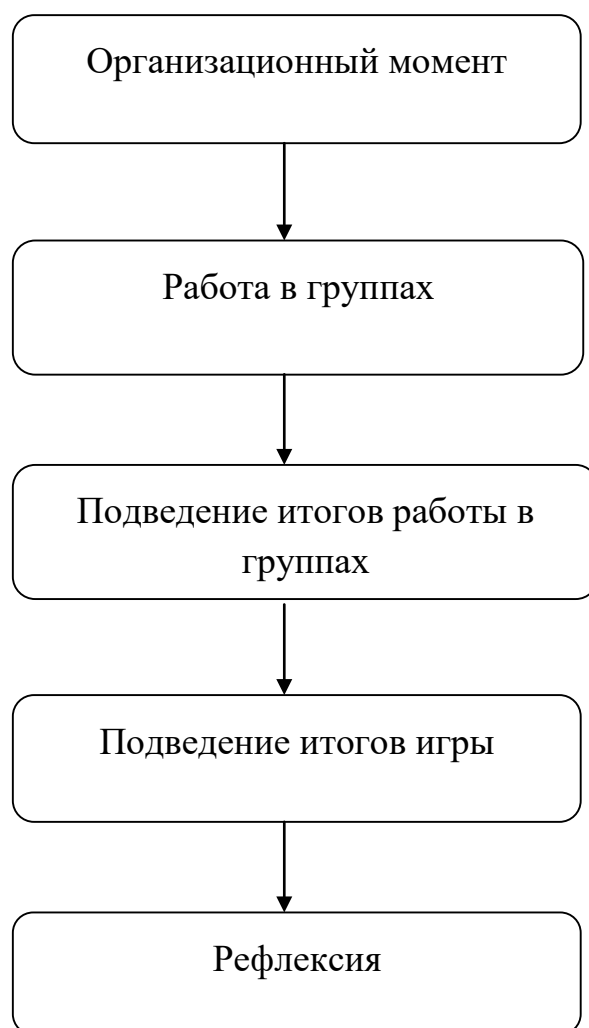 Организационный момент
Работа в группах
Подведение итогов работы в
группах
Подведение итогов игры
Рефлексия